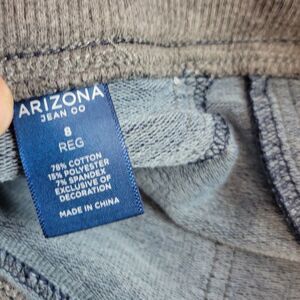 ARIZONA
JEAN CO
8
REG
78% COTTON
15% POLYESTER
7% SPANDEX
EXCLUSIVE OF
DECORATION
MADE IN CHINA